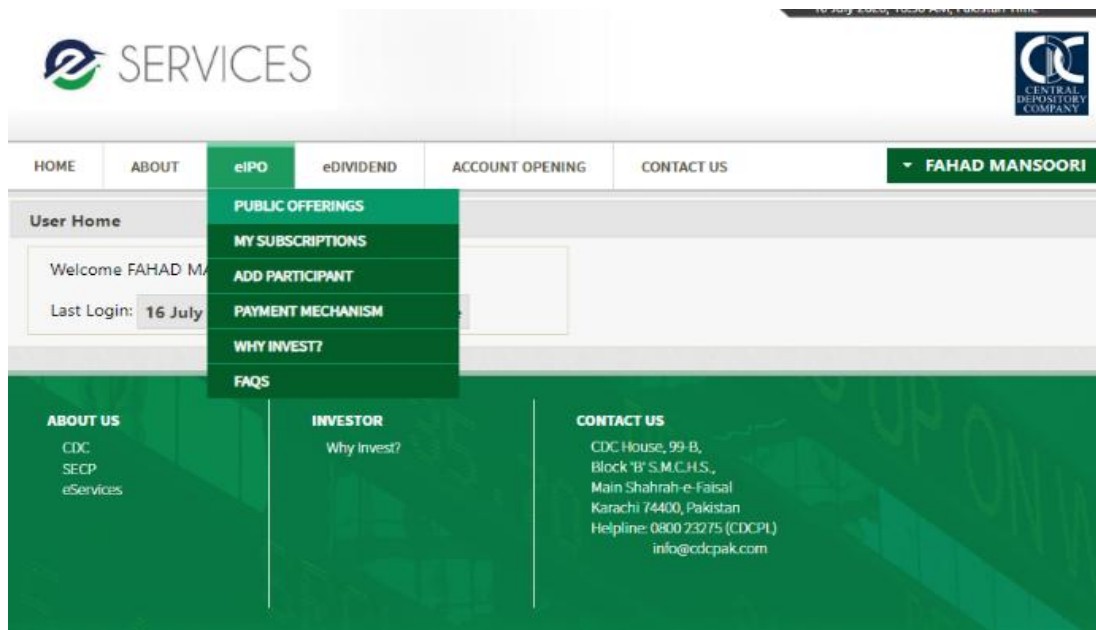 SERVICES
CENTRAL
DEPOSITORY
COMPANY
HOME ABOUT eIPO eDIVIDEND ACCOUNT OPENING CONTACT US FAHAD MANSOORI
User Home
Welcome FAHAD
Last Login: 16 July
PUBLIC OFFERINGS
MY SUBSCRIPTIONS
ADD PARTICIPANT
PAYMENT MECHANISM
WHY INVEST?
FAQS
ABOUT US
CDC
SECP
eServices
INVESTOR
Why Invest?
CONTACT US
CDC House, 99-B,
Block 'B' S.M.C.H.S.,
Main Shahrah-e-Faisal
Karachi 74400, Pakistan
Helpline: 0800 23275 (CDCPL)
info@cdcpak.com